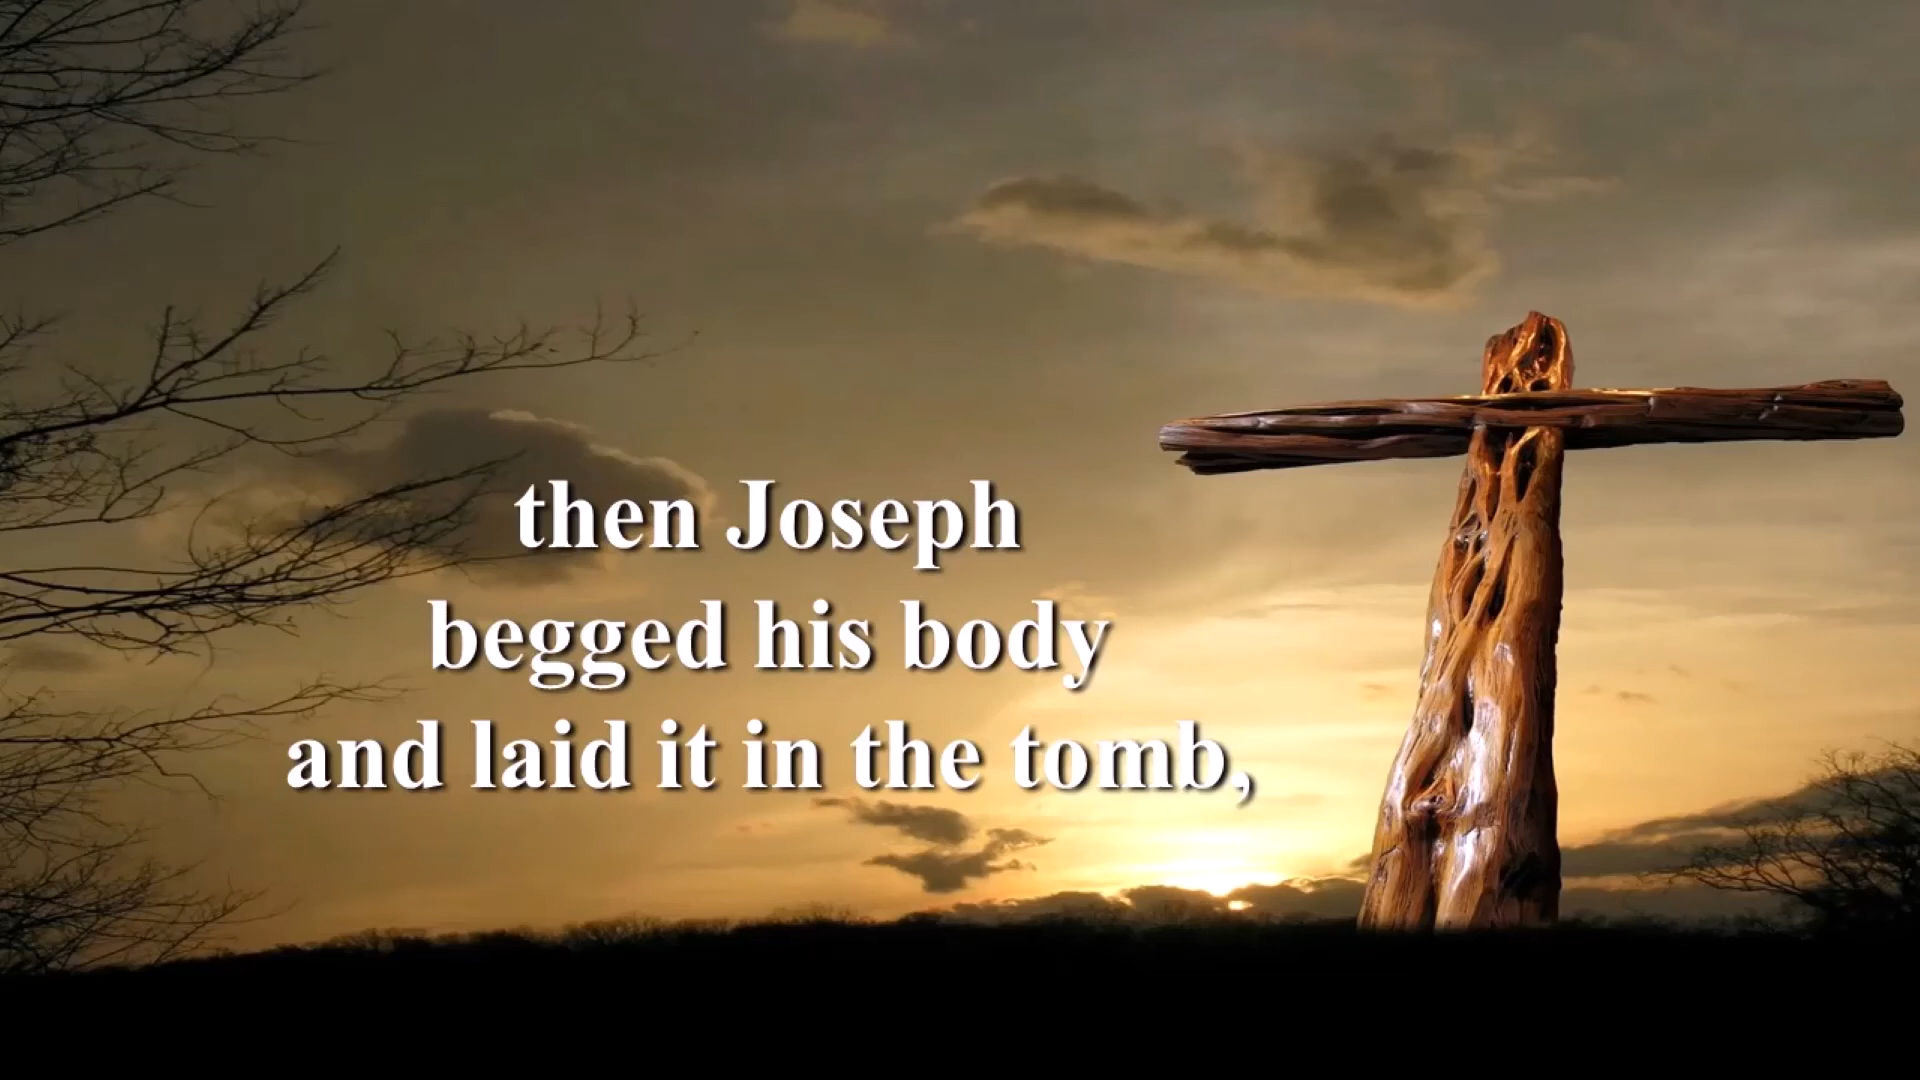 then Joseph
begged his body
and laid it in the tomb,